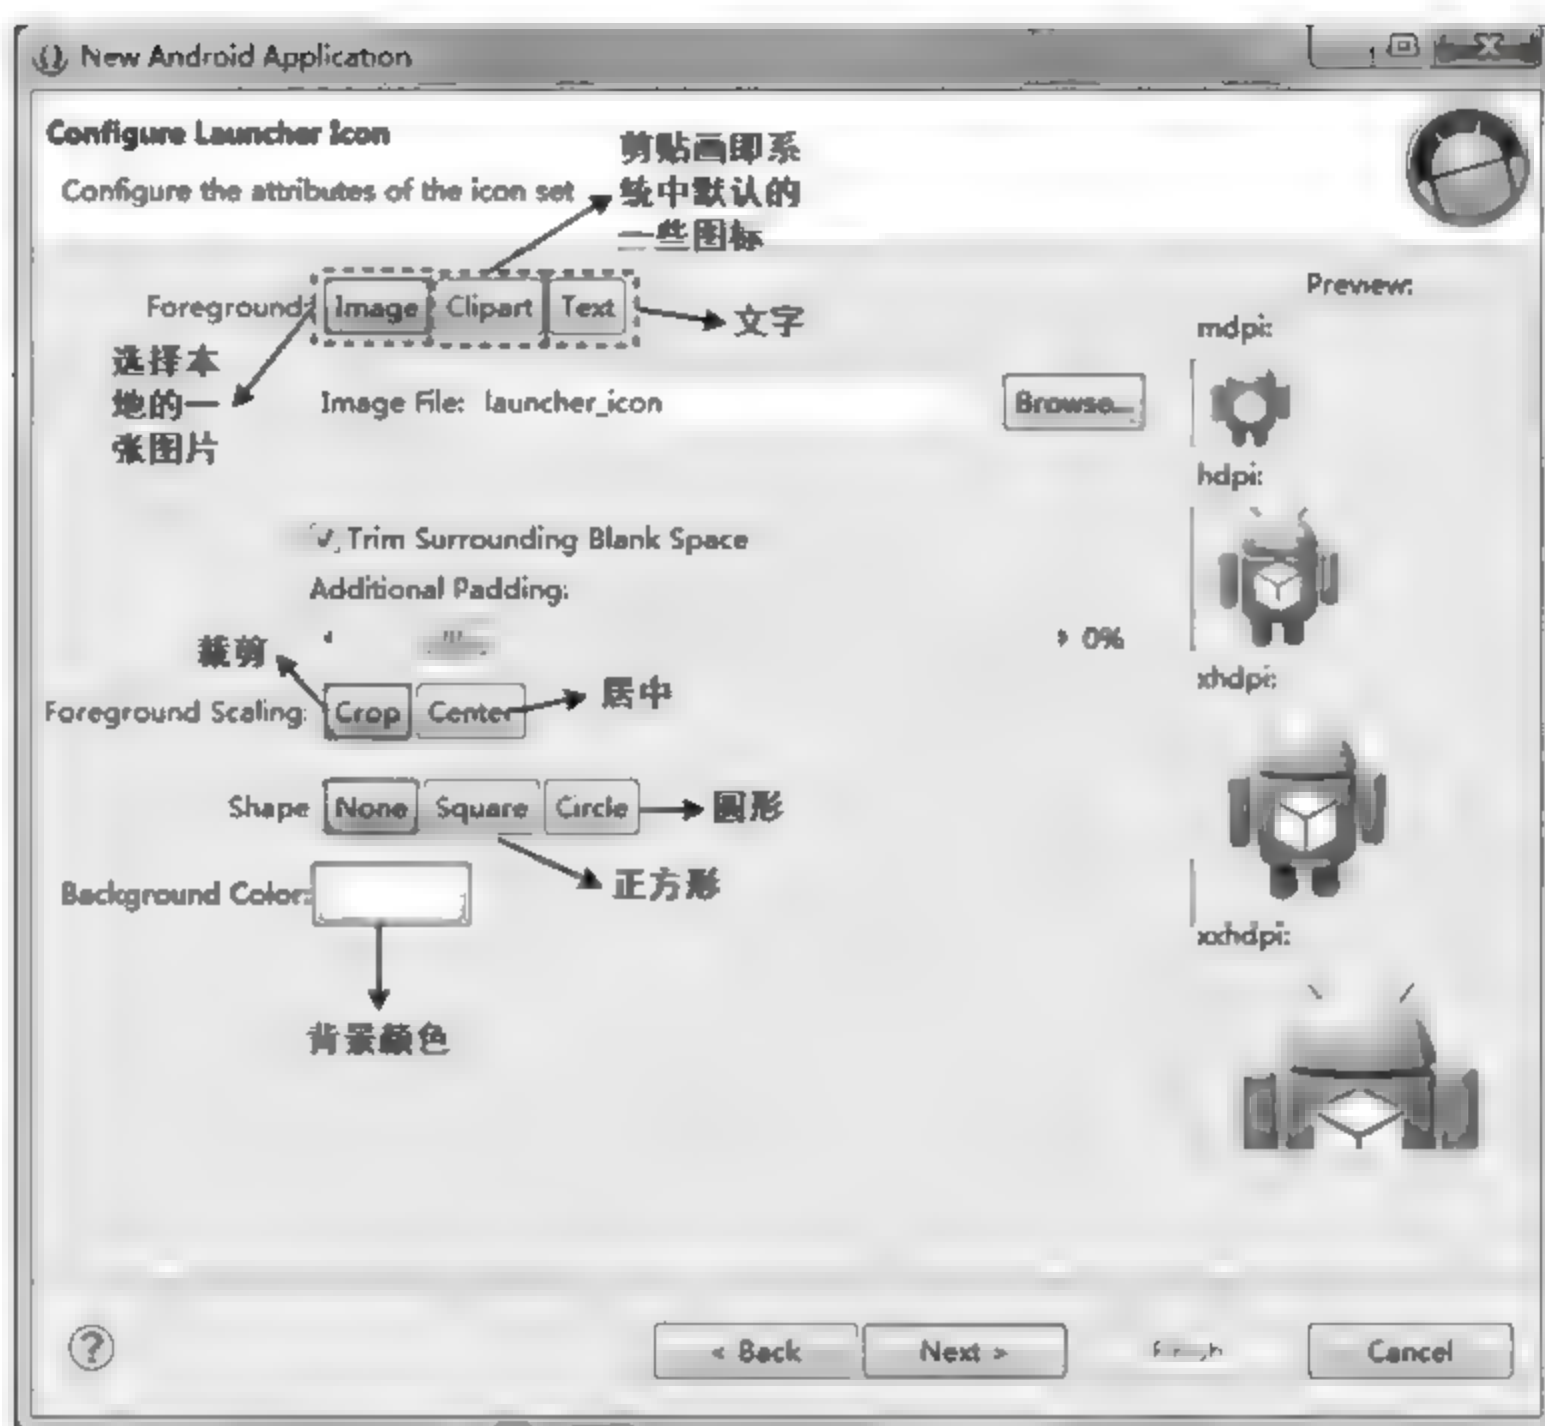 New Android Application
Configure Launcher Icon
Configure the attributes of the icon set
剪贴画即系
统中默认的
一些图标
Foreground:
Image
Clipart
Text
文字
选择本
地的一
张图片
Image File: launcher_icon
Browse...
Trim Surrounding Blank Space
Additional Padding:
0%
裁剪
Foreground Scaling:
Crop
Center
居中
Shape
None
Square
Circle
圆形
正方形
Background Color:
背景颜色
Preview:
mdpi:
hdpi:
xhdpi:
xxhdpi:
?
< Back
Next >
Cancel